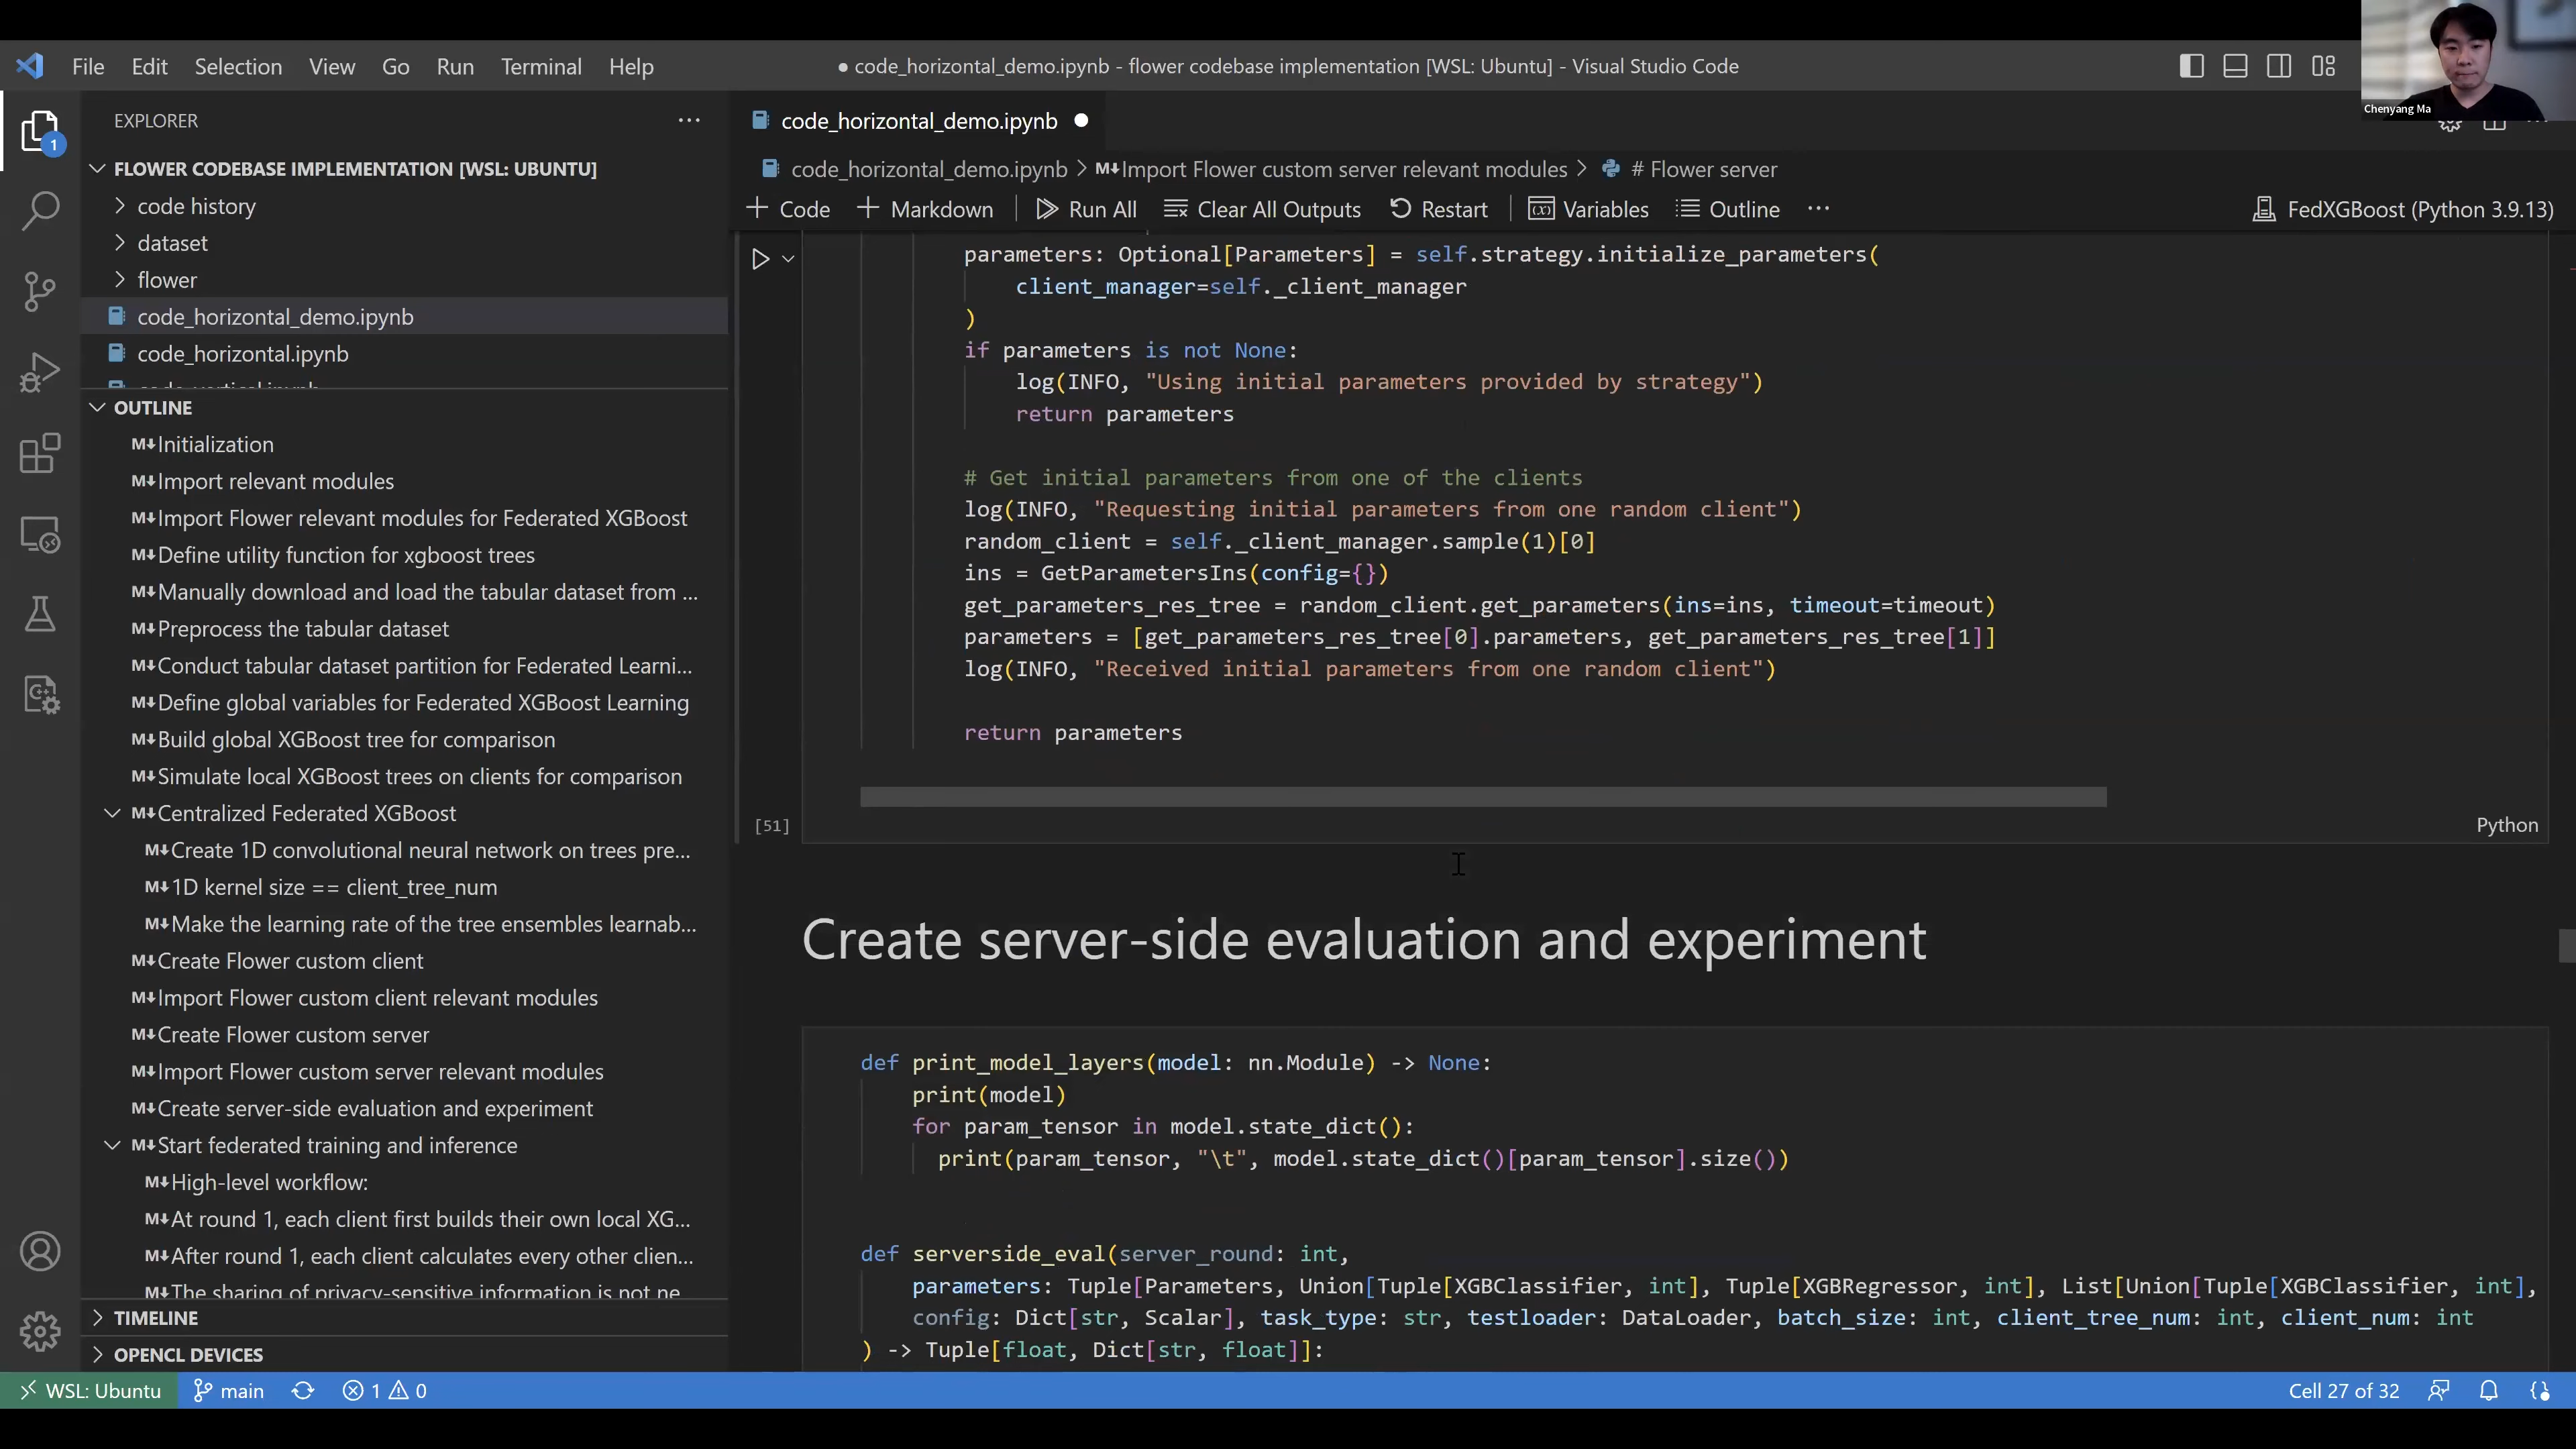 File Edit Selection View Go Run Terminal Help
● code_horizontal_demo.ipynb - flower codebase implementation [WSL: Ubuntu] - Visual Studio Code
Chenyang Ma
EXPLORER
1
FLOWER CODEBASE IMPLEMENTATION [WSL: UBUNTU]
code history
dataset
flower
code_horizontal_demo.ipynb
code_horizontal.ipynb
OUTLINE
Initialization
Import relevant modules
Import Flower relevant modules for Federated XGBoost
Define utility function for xgboost trees
Manually download and load the tabular dataset from ...
Preprocess the tabular dataset
Conduct tabular dataset partition for Federated Learni...
Define global variables for Federated XGBoost Learning
Build global XGBoost tree for comparison
Simulate local XGBoost trees on clients for comparison
Centralized Federated XGBoost
Create 1D convolutional neural network on trees pre...
1D kernel size == client_tree_num
Make the learning rate of the tree ensembles learnab...
Create Flower custom client
Import Flower custom client relevant modules
Create Flower custom server
Import Flower custom server relevant modules
Create server-side evaluation and experiment
Start federated training and inference
High-level workflow:
At round 1, each client first builds their own local XG...
After round 1, each client calculates every other clien...
The sharing of privacy-sensitive information is not ne
TIMELINE
OPENCL DEVICES
code_horizontal_demo.ipynb ●
code_horizontal_demo.ipynb > M↓Import Flower custom server relevant modules > # Flower server
+ Code + Markdown | Run All Clear All Outputs Restart | Variables Outline ...
FedXGBoost (Python 3.9.13)
parameters: Optional[Parameters] = self.strategy.initialize_parameters(
client_manager=self._client_manager
)
if parameters is not None:
log(INFO, "Using initial parameters provided by strategy")
return parameters
# Get initial parameters from one of the clients
log(INFO, "Requesting initial parameters from one random client")
random_client = self._client_manager.sample(1)[0]
ins = GetParametersIns(config={})
get_parameters_res_tree = random_client.get_parameters(ins=ins, timeout=timeout)
parameters = [get_parameters_res_tree[0].parameters, get_parameters_res_tree[1]]
log(INFO, "Received initial parameters from one random client")
return parameters
[51]
Python
Create server-side evaluation and experiment
def print_model_layers(model: nn.Module) -> None:
print(model)
for param_tensor in model.state_dict():
print(param_tensor, "\t", model.state_dict()[param_tensor].size())
def serverside_eval(server_round: int,
parameters: Tuple[Parameters, Union[Tuple[XGBClassifier, int], Tuple[XGBRegressor, int], List[Union[Tuple[XGBClassifier, int],
config: Dict[str, Scalar], task_type: str, testloader: DataLoader, batch_size: int, client_tree_num: int, client_num: int
) -> Tuple[float, Dict[str, float]]:
WSL: Ubuntu main 1 0
Cell 27 of 32